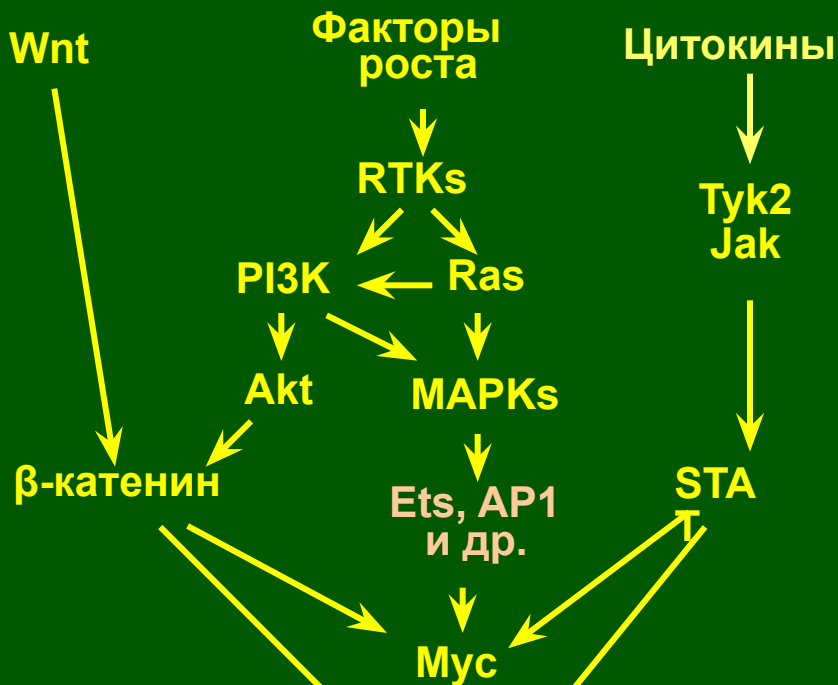 Wnt
Факторы
роста
Цитокины
RTKs
Tyk2
Jak
PI3K
Ras
Akt
MAPKs
β-катенин
Ets, AP1
и др.
STA
T
Myc